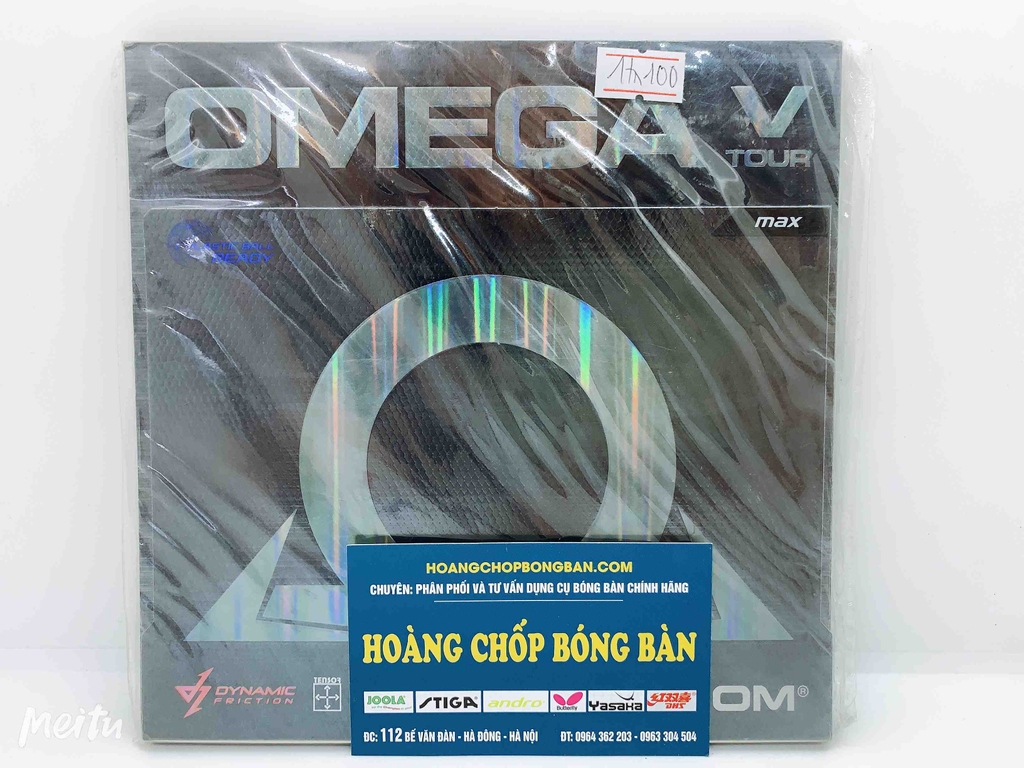 OMEGA V
TOUR
max
READY
HOANGCHOPBONGBAN.COM
CHUYÊN: PHÂN PHỐI VÀ TƯ VẤN DỤNG CỤ BÓNG BÀN CHÍNH HÃNG
HOÀNG CHỐP BÓNG BÀN
JOOLA STIGA andro Butterfly Yasaka DHS
ĐC: 112 BẾ VĂN ĐÀN - HÀ ĐÔNG - HÀ NỘI ĐT: 0964 362 203 - 0963 304 504
DYNAMIC
FRICTION
TENSOR
OM®
Meitu